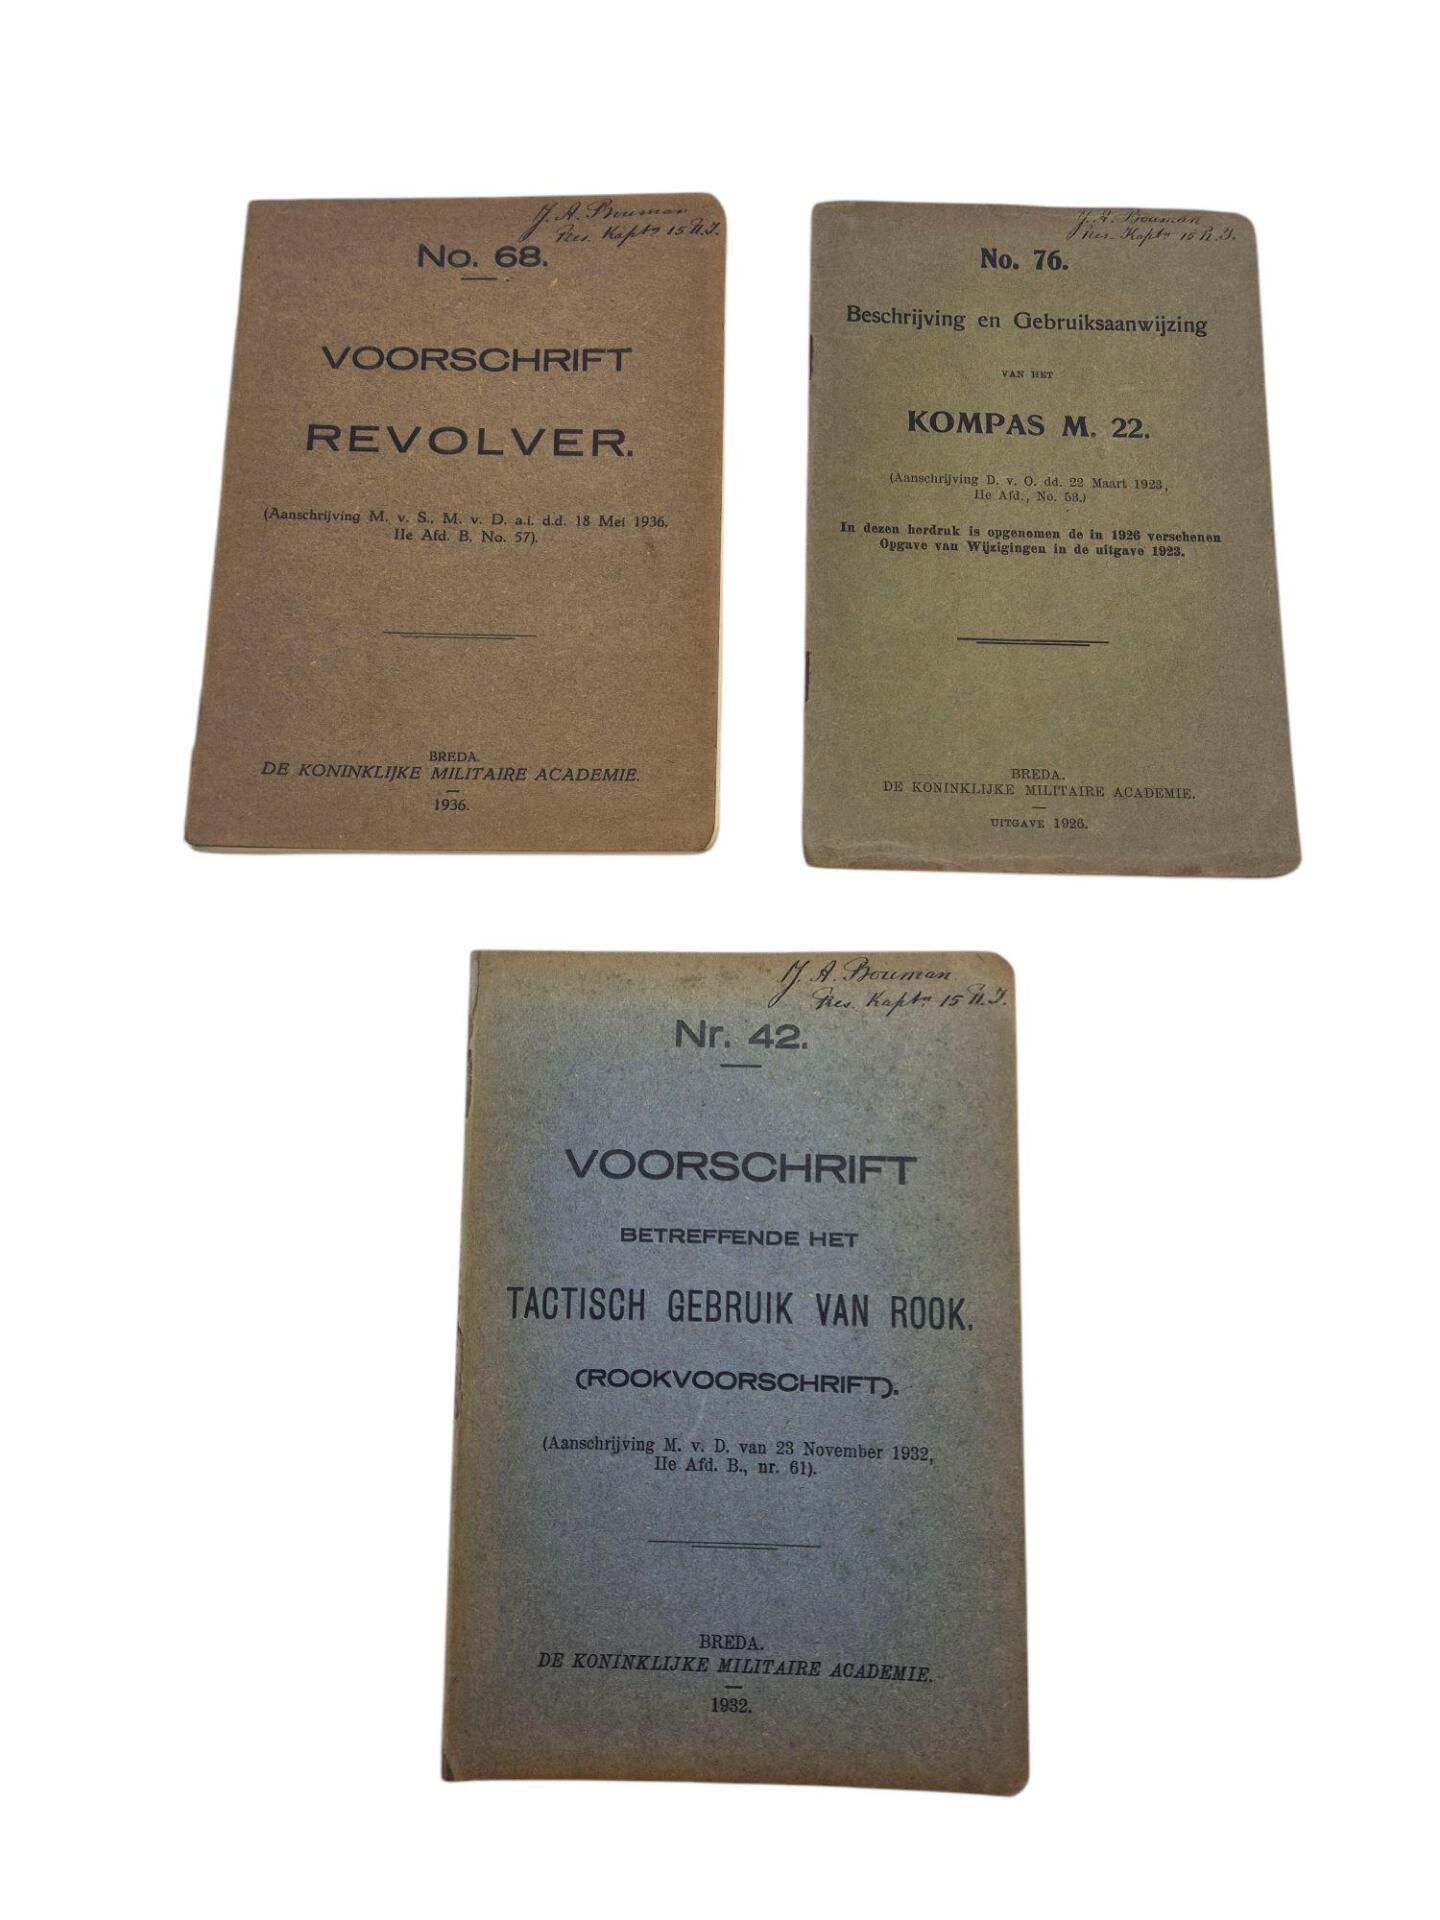 J. A. Bouman
Res. Kaptn 15 R.I.
No. 68.
VOORSCHRIFT
REVOLVER.
(Aanschrijving M. v. S., M. v. D. a.i. d.d. 18 Mei 1936,
IIe Afd. B. No. 57).
BREDA.
DE KONINKLIJKE MILITAIRE ACADEMIE.
1936.
J. A. Bouman
Res. Kaptn 15 R.I.
No. 76.
Beschrijving en Gebruiksaanwijzing
VAN HET
KOMPAS M. 22.
(Aanschrijving D. v. O. dd. 22 Maart 1923,
IIe Afd., No. 53.)
In dezen herdruk is opgenomen de in 1926 verschenen
Opgave van Wijzigingen in de uitgave 1923.
BREDA.
DE KONINKLIJKE MILITAIRE ACADEMIE.
UITGAVE 1926.
J. A. Bouman
Res. Kaptn 15 R.I.
Nr. 42.
VOORSCHRIFT
BETREFFENDE HET
TACTISCH GEBRUIK VAN ROOK.
(ROOKVOORSCHRIFT).
(Aanschrijving M. v. D. van 23 November 1932,
IIe Afd. B., nr. 61).
BREDA.
DE KONINKLIJKE MILITAIRE ACADEMIE.
1932.